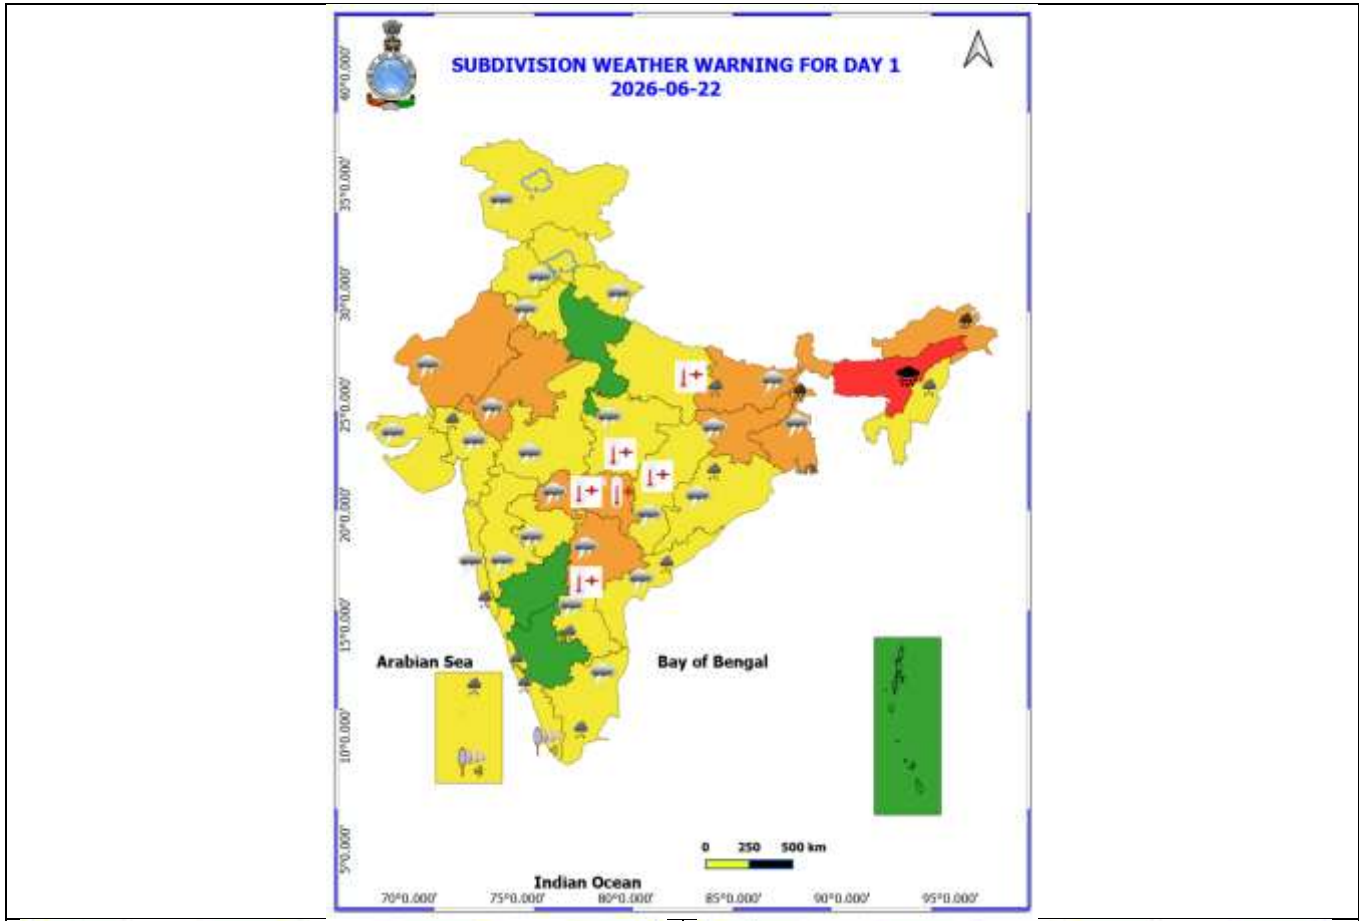 SUBDIVISION WEATHER WARNING FOR DAY 1
2026-06-22
40°0.000'
35°0.000'
30°0.000'
25°0.000'
20°0.000'
15°0.000'
Arabian Sea
Bay of Bengal
10°0.000'
5°0.000'
0 250 500 km
Indian Ocean
70°0.000' 75°0.000' 80°0.000' 85°0.000' 90°0.000' 95°0.000'